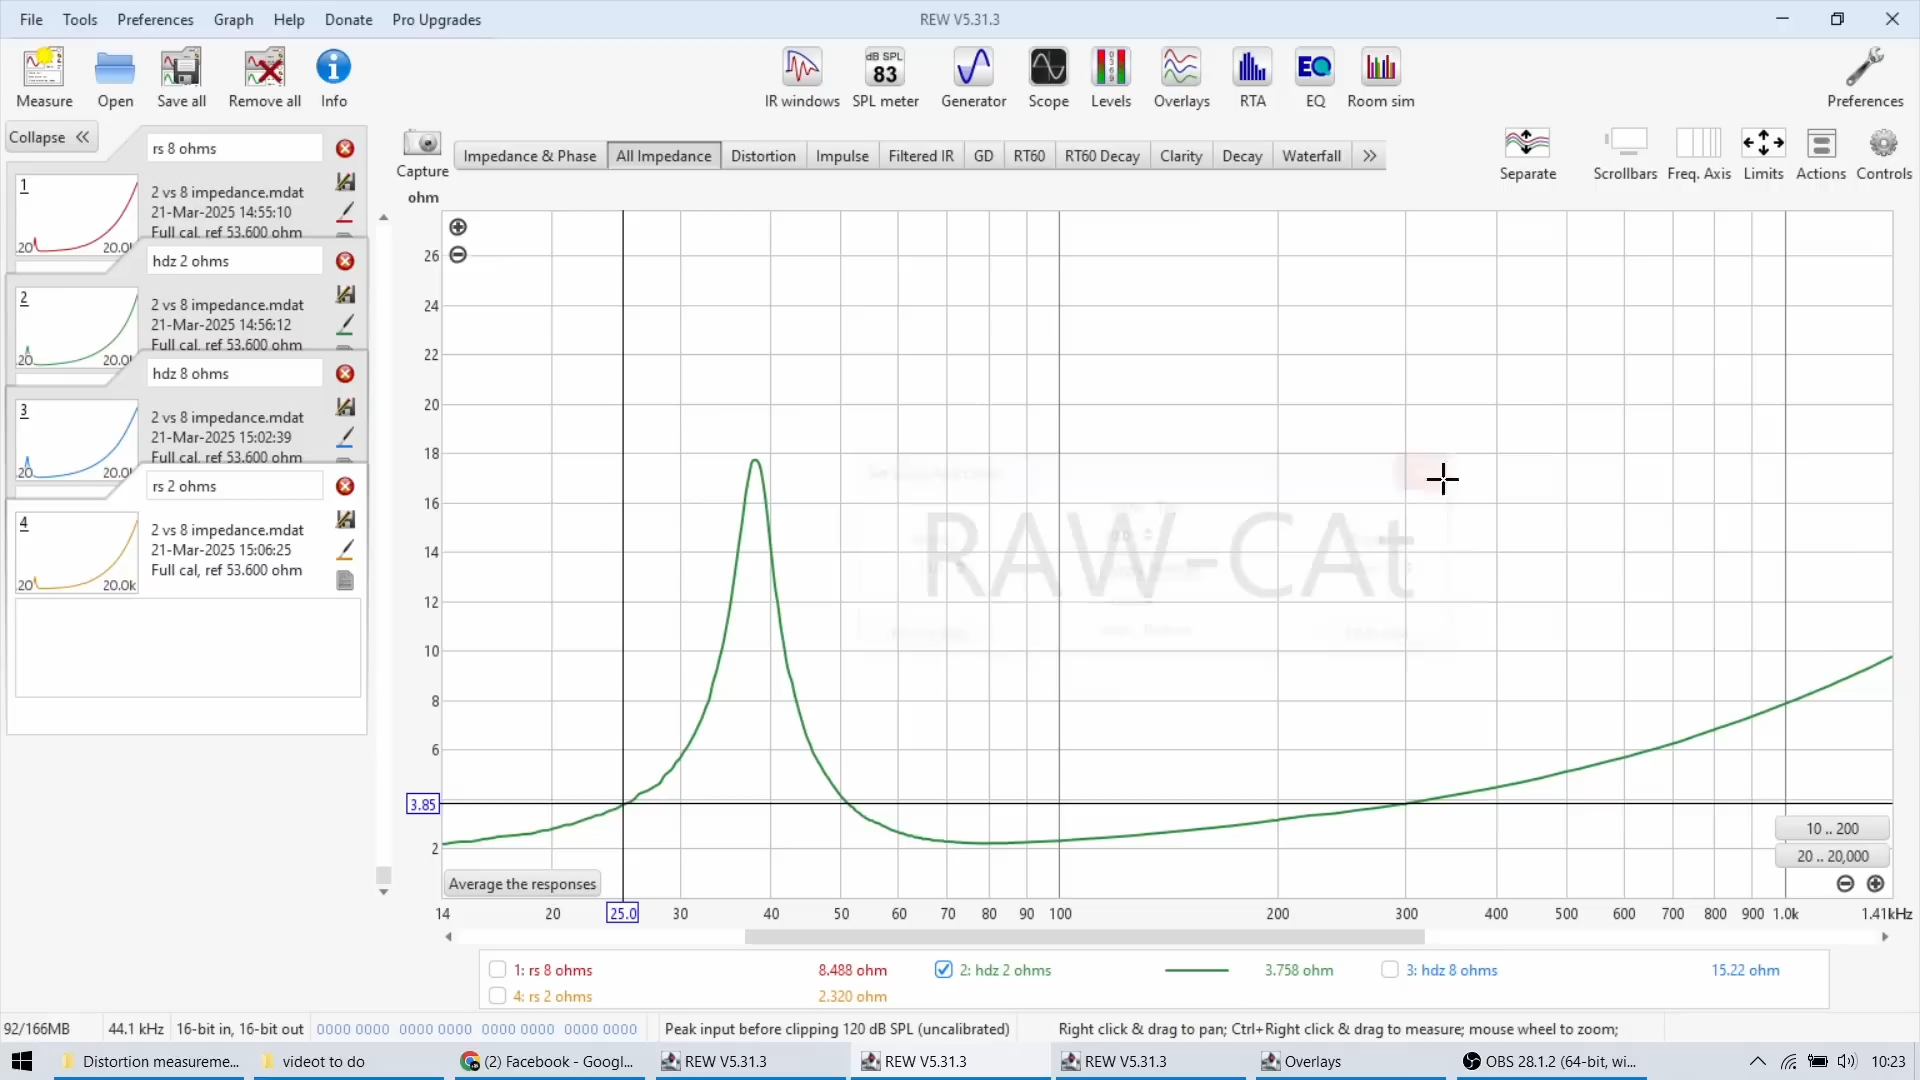 File Tools Preferences Graph Help Donate Pro Upgrades
REW V5.31.3
Measure Open Save all Remove all Info
dB SPL
83
IR windows SPL meter Generator Scope Levels Overlays RTA EQ Room sim
EQ
Preferences
Collapse
Capture
Impedance & Phase All Impedance Distortion Impulse Filtered IR GD RT60 RT60 Decay Clarity Decay Waterfall
Separate Scrollbars Freq. Axis Limits Actions Controls
rs 8 ohms
1
2 vs 8 impedance.mdat
21-Mar-2025 14:55:10
Full cal, ref 53.600 ohm
20 20.0k
hdz 2 ohms
2
2 vs 8 impedance.mdat
21-Mar-2025 14:56:12
Full cal, ref 53.600 ohm
20 20.0k
hdz 8 ohms
3
2 vs 8 impedance.mdat
21-Mar-2025 15:02:39
Full cal, ref 53.600 ohm
20 20.0k
rs 2 ohms
4
2 vs 8 impedance.mdat
21-Mar-2025 15:06:25
Full cal, ref 53.600 ohm
20 20.0k
ohm
26
24
22
20
18
16
14
12
10
8
6
3.85
2
RAW-CAt
10 .. 200
20 .. 20,000
Average the responses
14 20 25.0 30 40 50 60 70 80 90 100 200 300 400 500 600 700 800 900 1.0k 1.41kHz
1: rs 8 ohms 8.488 ohm 2: hdz 2 ohms 3.758 ohm 3: hdz 8 ohms 15.22 ohm
4: rs 2 ohms 2.320 ohm
92/166MB 44.1 kHz 16-bit in, 16-bit out 0000 0000 0000 0000 0000 0000 0000 0000 Peak input before clipping 120 dB SPL (uncalibrated) Right click & drag to pan; Ctrl+Right click & drag to measure; mouse wheel to zoom;
Distortion measureme... videot to do (2) Facebook - Googl... REW V5.31.3 REW V5.31.3 REW V5.31.3 Overlays OBS 28.1.2 (64-bit, wi... 10:23